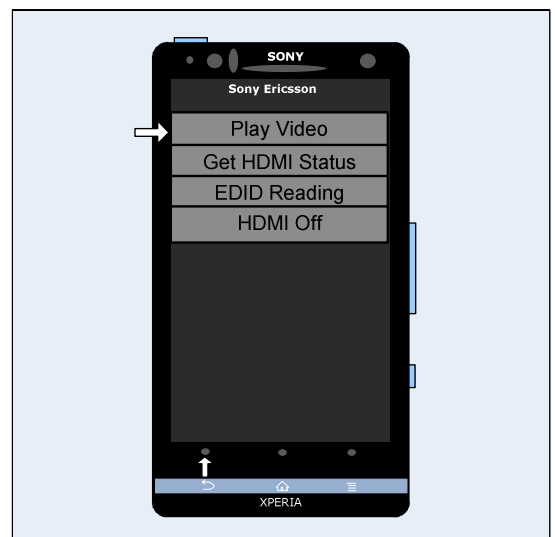 SONY
Sony Ericsson
Play Video
Get HDMI Status
EDID Reading
HDMI Off
XPERIA